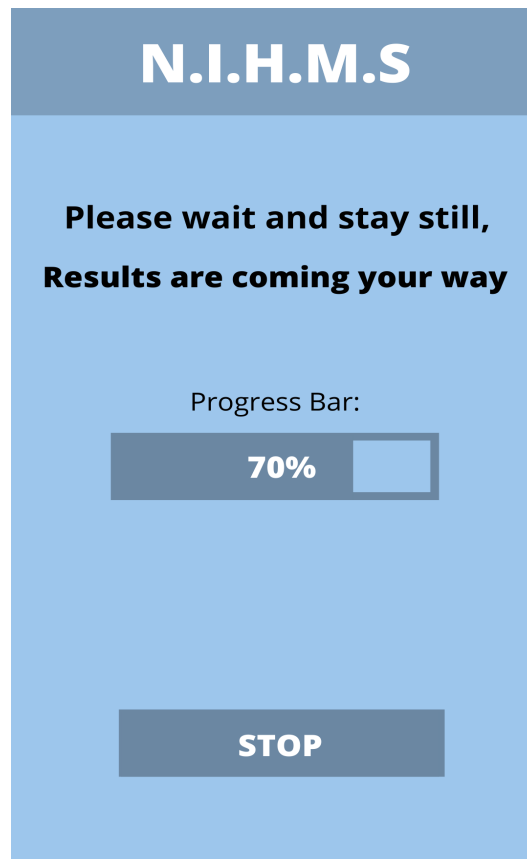 N.I.H.M.S
Please wait and stay still,
Results are coming your way
Progress Bar:
70%
STOP